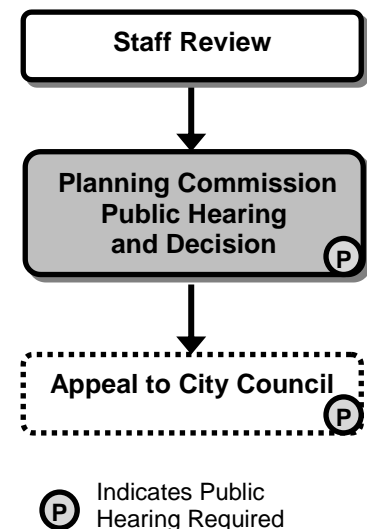 Staff Review
Planning Commission
Public Hearing
and Decision
P
Appeal to City Council
P
P
Indicates Public
Hearing Required